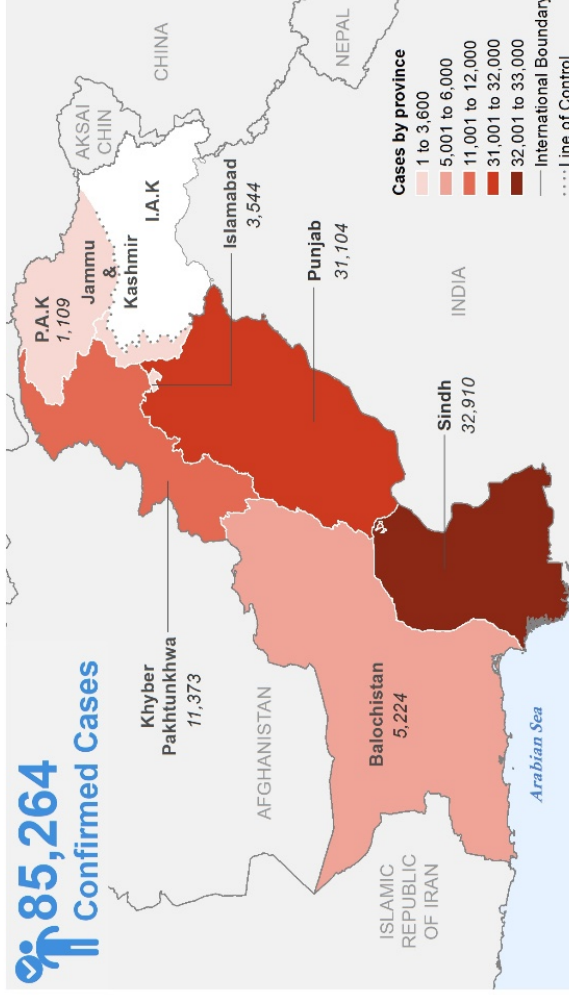 85,264
Confirmed Cases
CHINA
NEPAL
AKSAI
CHIN
P.A.K
1,109
Jammu
&
Kashmir
I.A.K
Islamabad
3,544
Khyber
Pakhtunkhwa
11,373
Punjab
31,104
AFGHANISTAN
INDIA
Balochistan
5,224
Sindh
32,910
ISLAMIC
REPUBLIC
OF IRAN
Arabian Sea
Cases by province
1 to 3,600
5,001 to 6,000
11,001 to 12,000
31,001 to 32,000
32,001 to 33,000
International Boundary
Line of Control